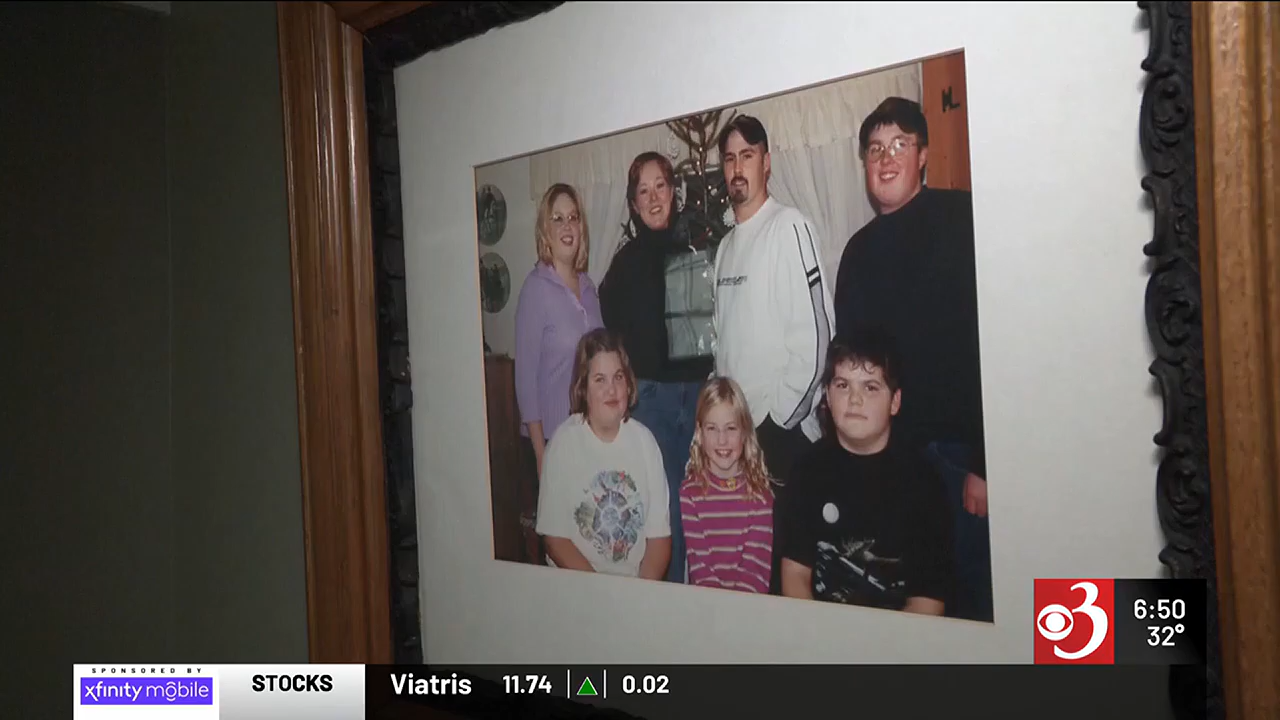 3
6:50
32°
SPONSORED BY
xfinity mobile
STOCKS
Viatris 11.74 0.02